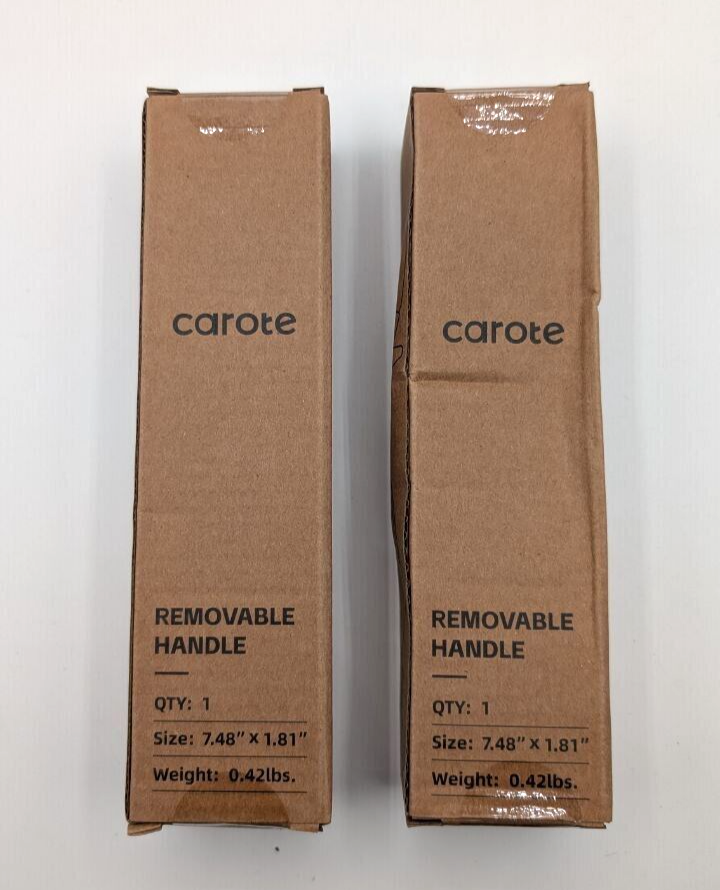 carote
REMOVABLE
HANDLE
QTY: 1
Size: 7.48" x 1.81"
Weight: 0.42lbs.
carote
REMOVABLE
HANDLE
QTY: 1
Size: 7.48" x 1.81"
Weight: 0.42lbs.